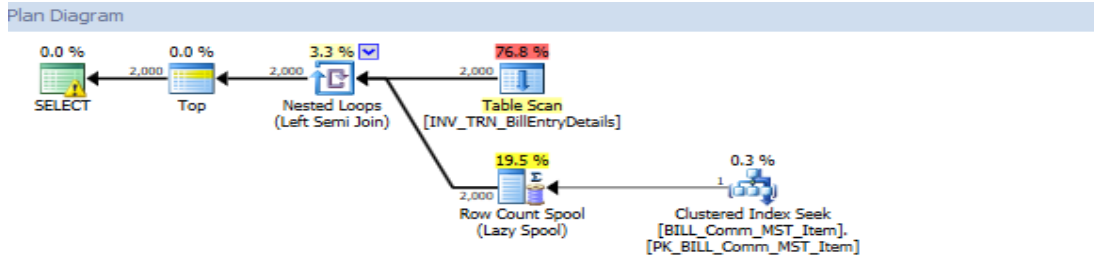 Plan Diagram
0.0 % 0.0 % 3.3 % 76.8 %
2,000 2,000 2,000
SELECT Top Nested Loops Table Scan
(Left Semi Join) [INV_TRN_BillEntryDetails]
19.5 % 0.3 %
Σ
1
2,000
Row Count Spool Clustered Index Seek
(Lazy Spool) [BILL_Comm_MST_Item].
[PK_BILL_Comm_MST_Item]